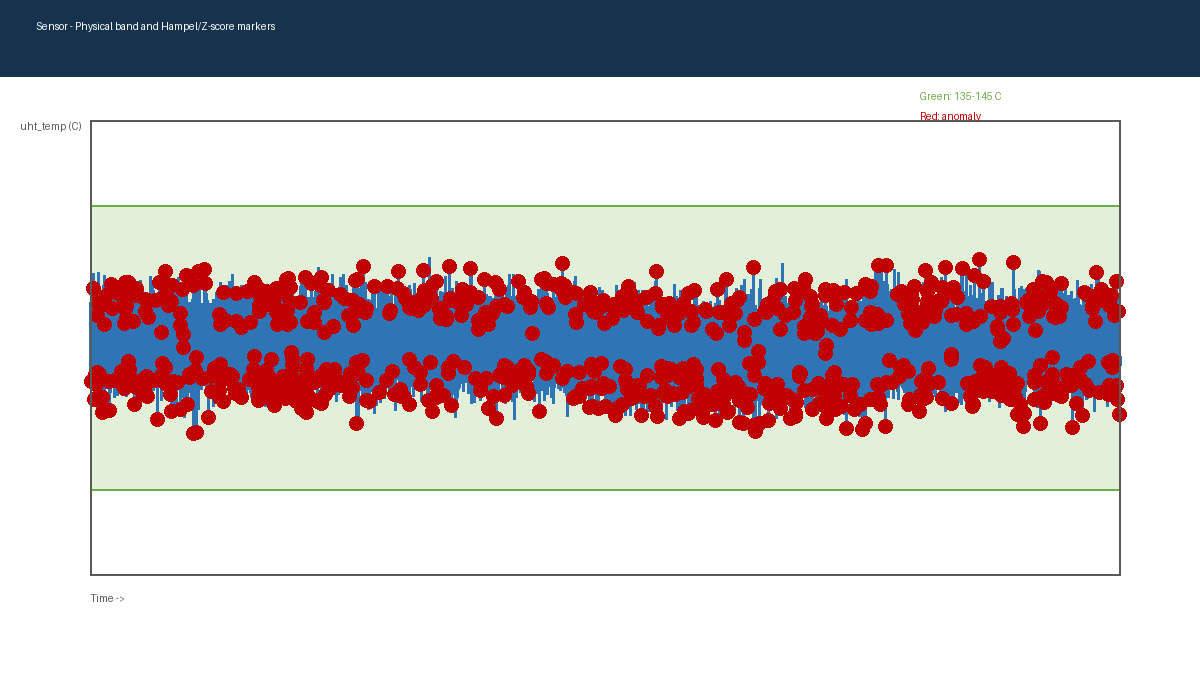 Sensor - Physical band and Hampel/Z-score markers
Green: 135-145 C
Red: anomaly
uht_temp (C)
Time ->